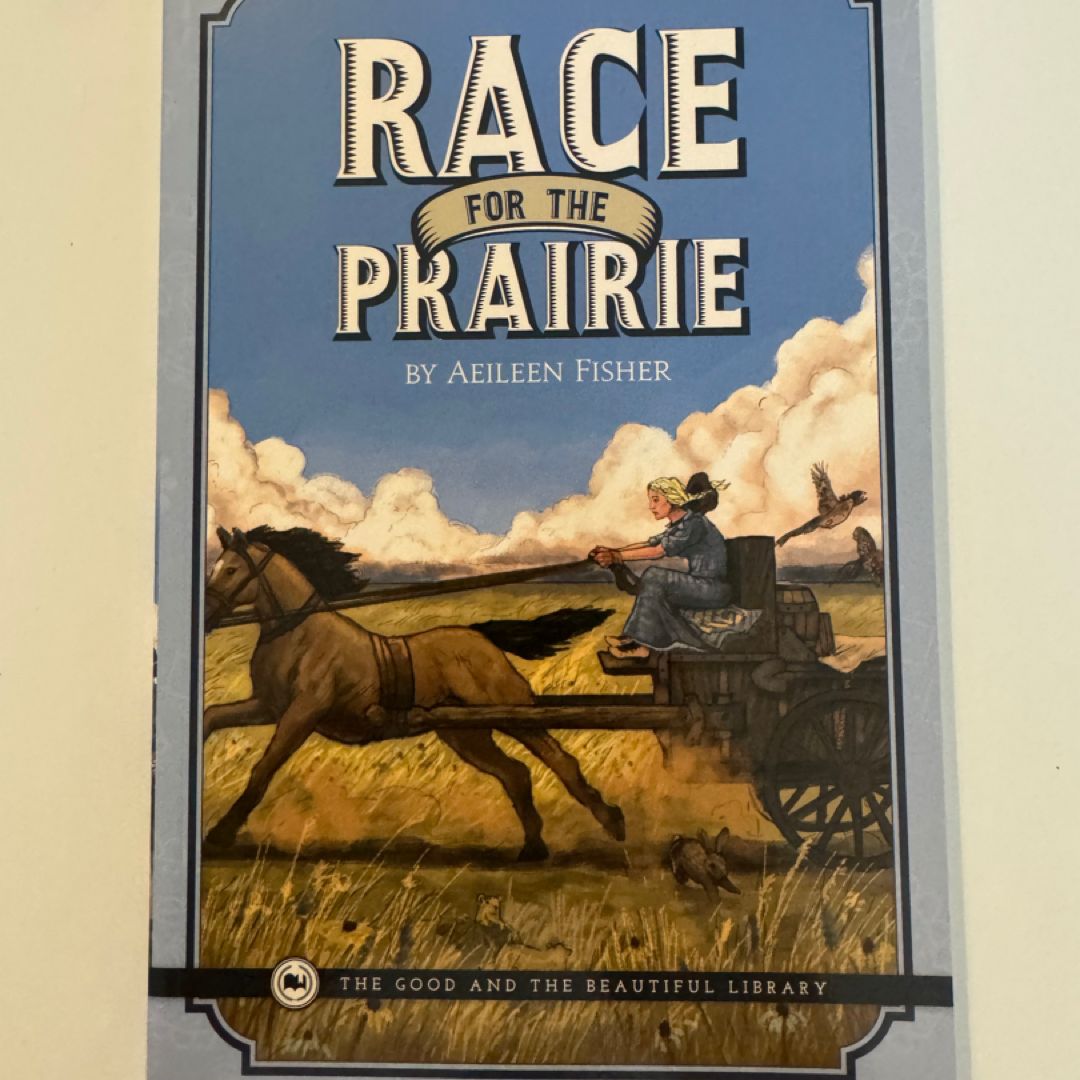 RACE
FOR THE
PRAIRIE
BY AEILEEN FISHER
THE GOOD AND THE BEAUTIFUL LIBRARY